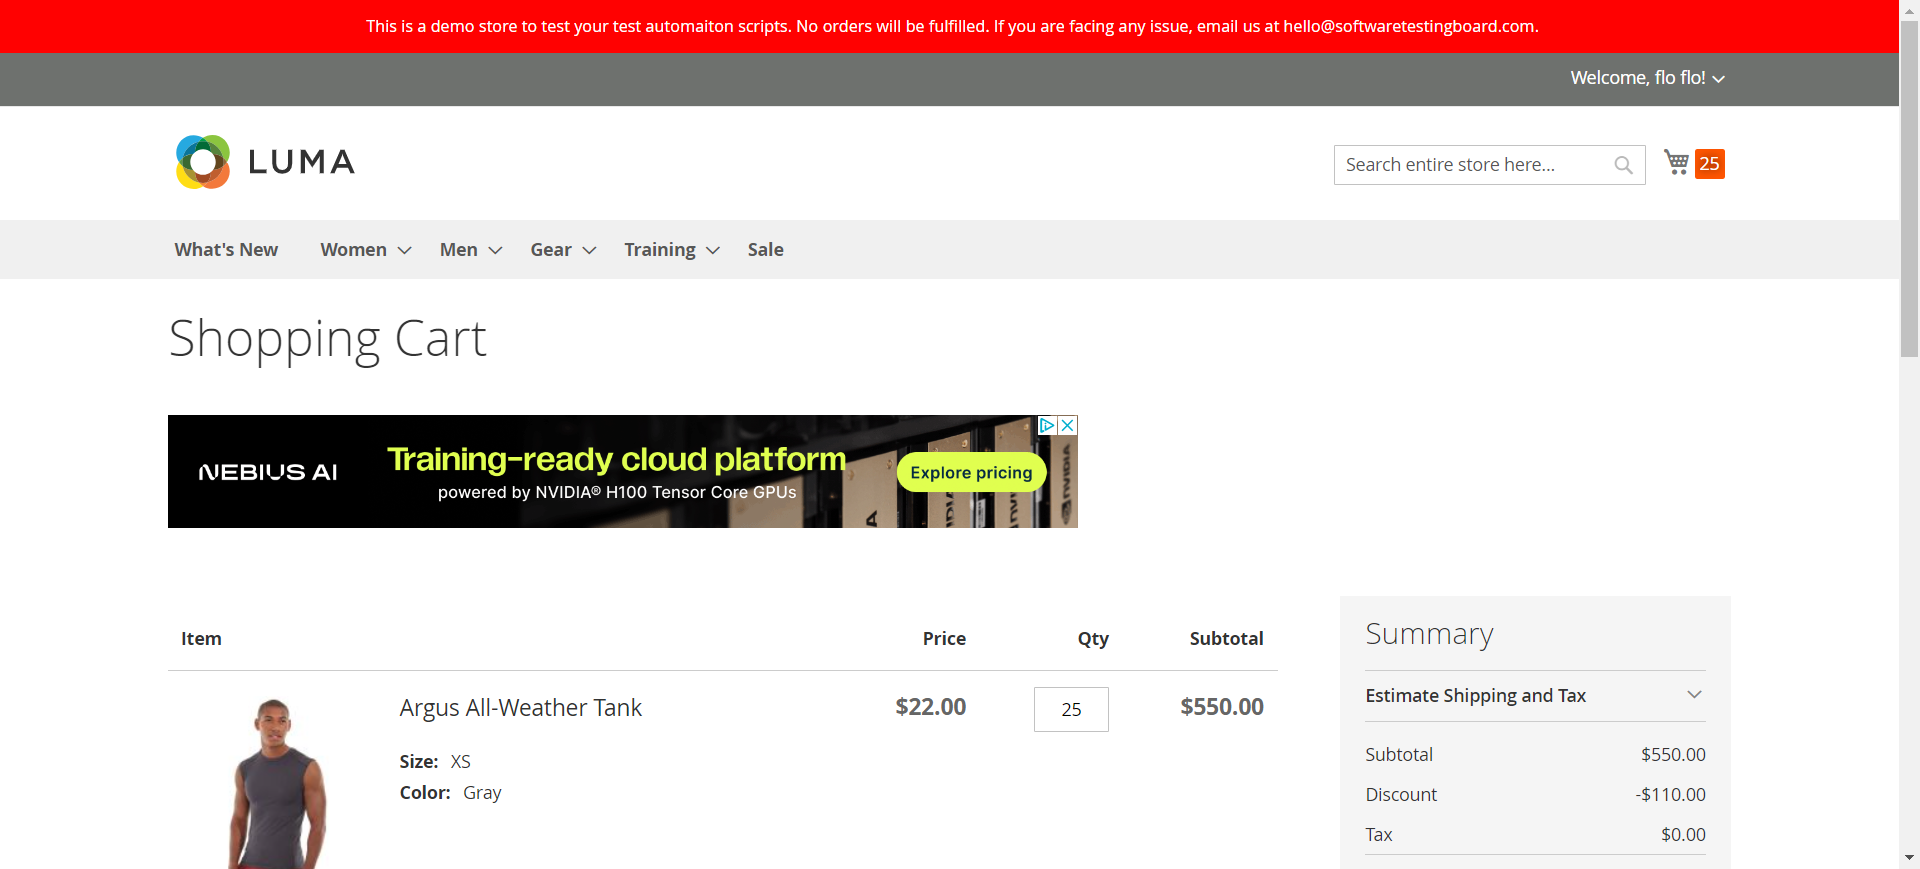 This is a demo store to test your test automaiton scripts. No orders will be fulfilled. If you are facing any issue, email us at hello@softwaretestingboard.com.
Welcome, flo flo!
LUMA
Search entire store here...
25
What's New Women Men Gear Training Sale
Shopping Cart
NEBIUS AI
Training-ready cloud platform
powered by NVIDIA® H100 Tensor Core GPUs
Explore pricing
NVIDIA
Item Price Qty Subtotal
Argus All-Weather Tank $22.00 25 $550.00
Size: XS
Color: Gray
Summary
Estimate Shipping and Tax
Subtotal $550.00
Discount -$110.00
Tax $0.00